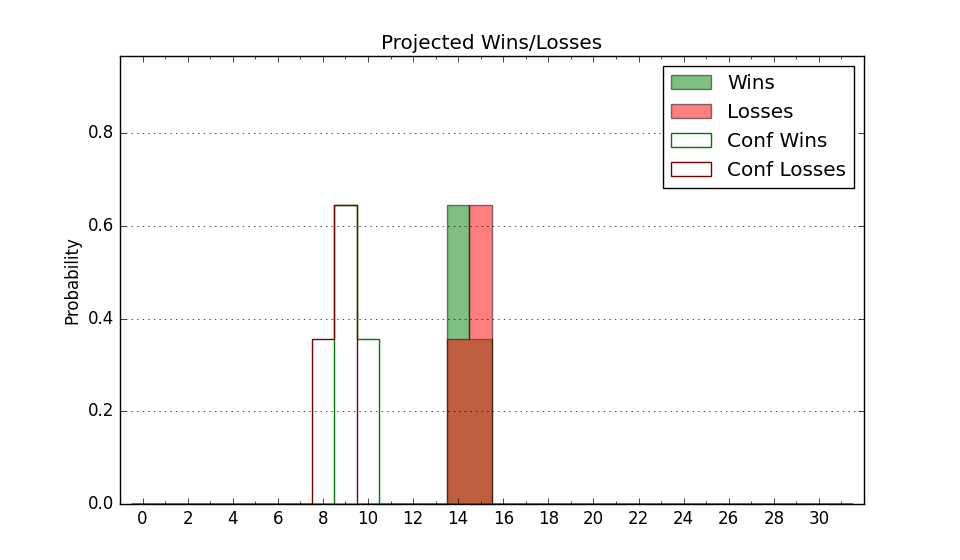 Projected Wins/Losses
Wins
Losses
Conf Wins
Conf Losses
Probability
0.8
0.6
0.4
0.2
0.0
0 2 4 6 8 10 12 14 16 18 20 22 24 26 28 30